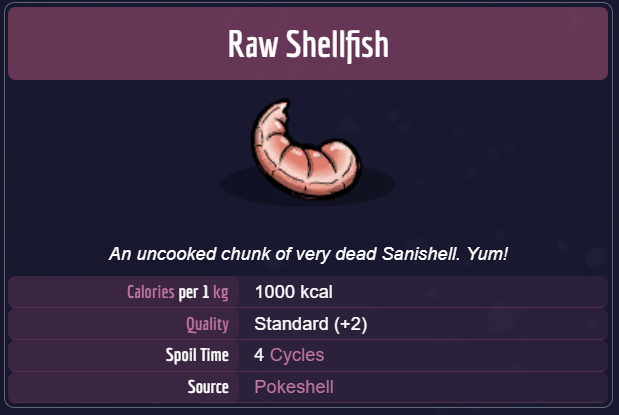 Raw Shellfish
An uncooked chunk of very dead Sanishell. Yum!
Calories per 1 kg 1000 kcal
Quality Standard (+2)
Spoil Time 4 Cycles
Source Pokeshell